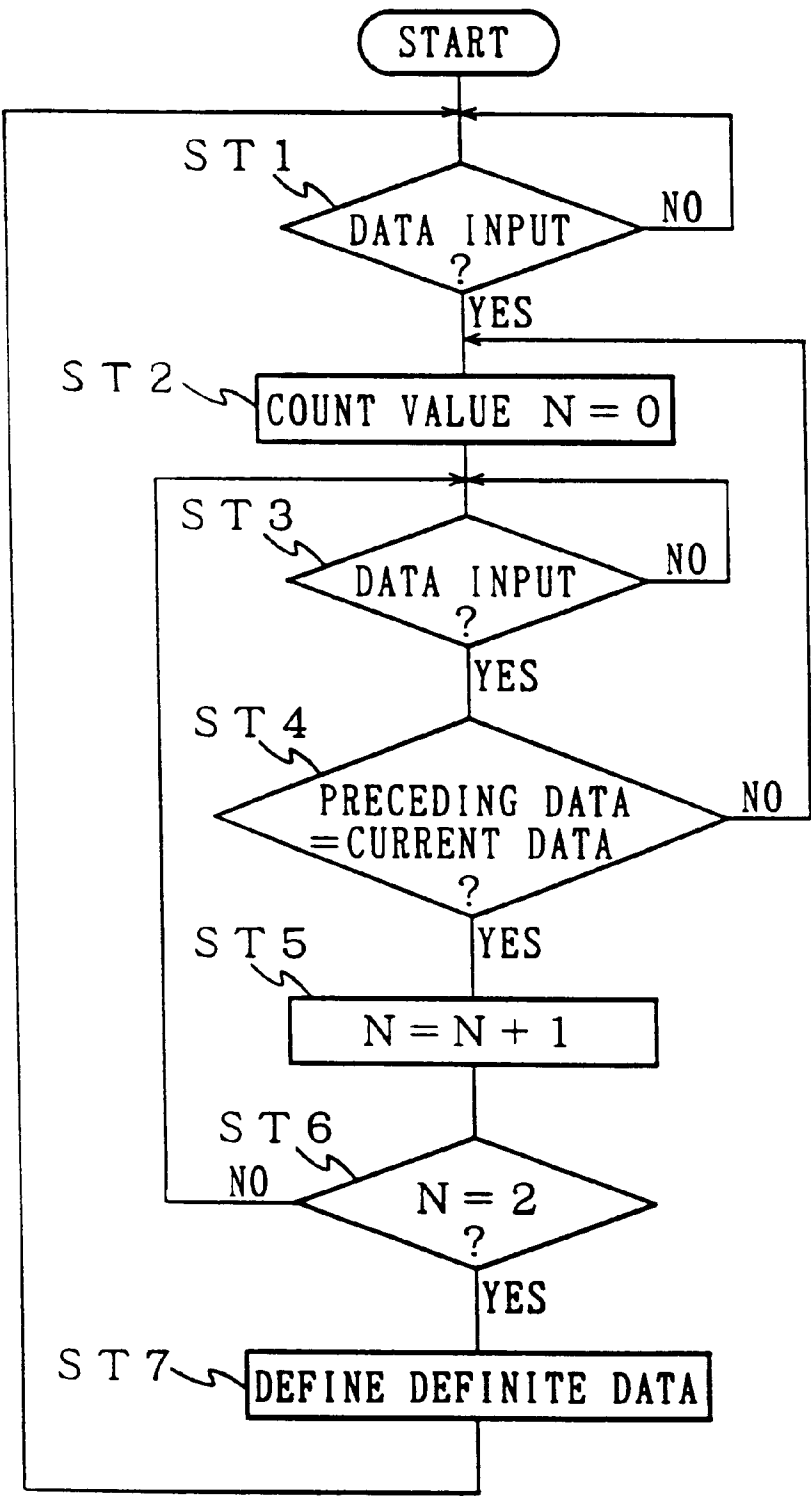 START
ST1
DATA INPUT
?
NO
YES
ST2
COUNT VALUE N=0
ST3
DATA INPUT
?
NO
YES
ST4
PRECEDING DATA
=CURRENT DATA
?
NO
YES
ST5
N=N+1
ST6
N=2
?
NO
YES
ST7
DEFINE DEFINITE DATA